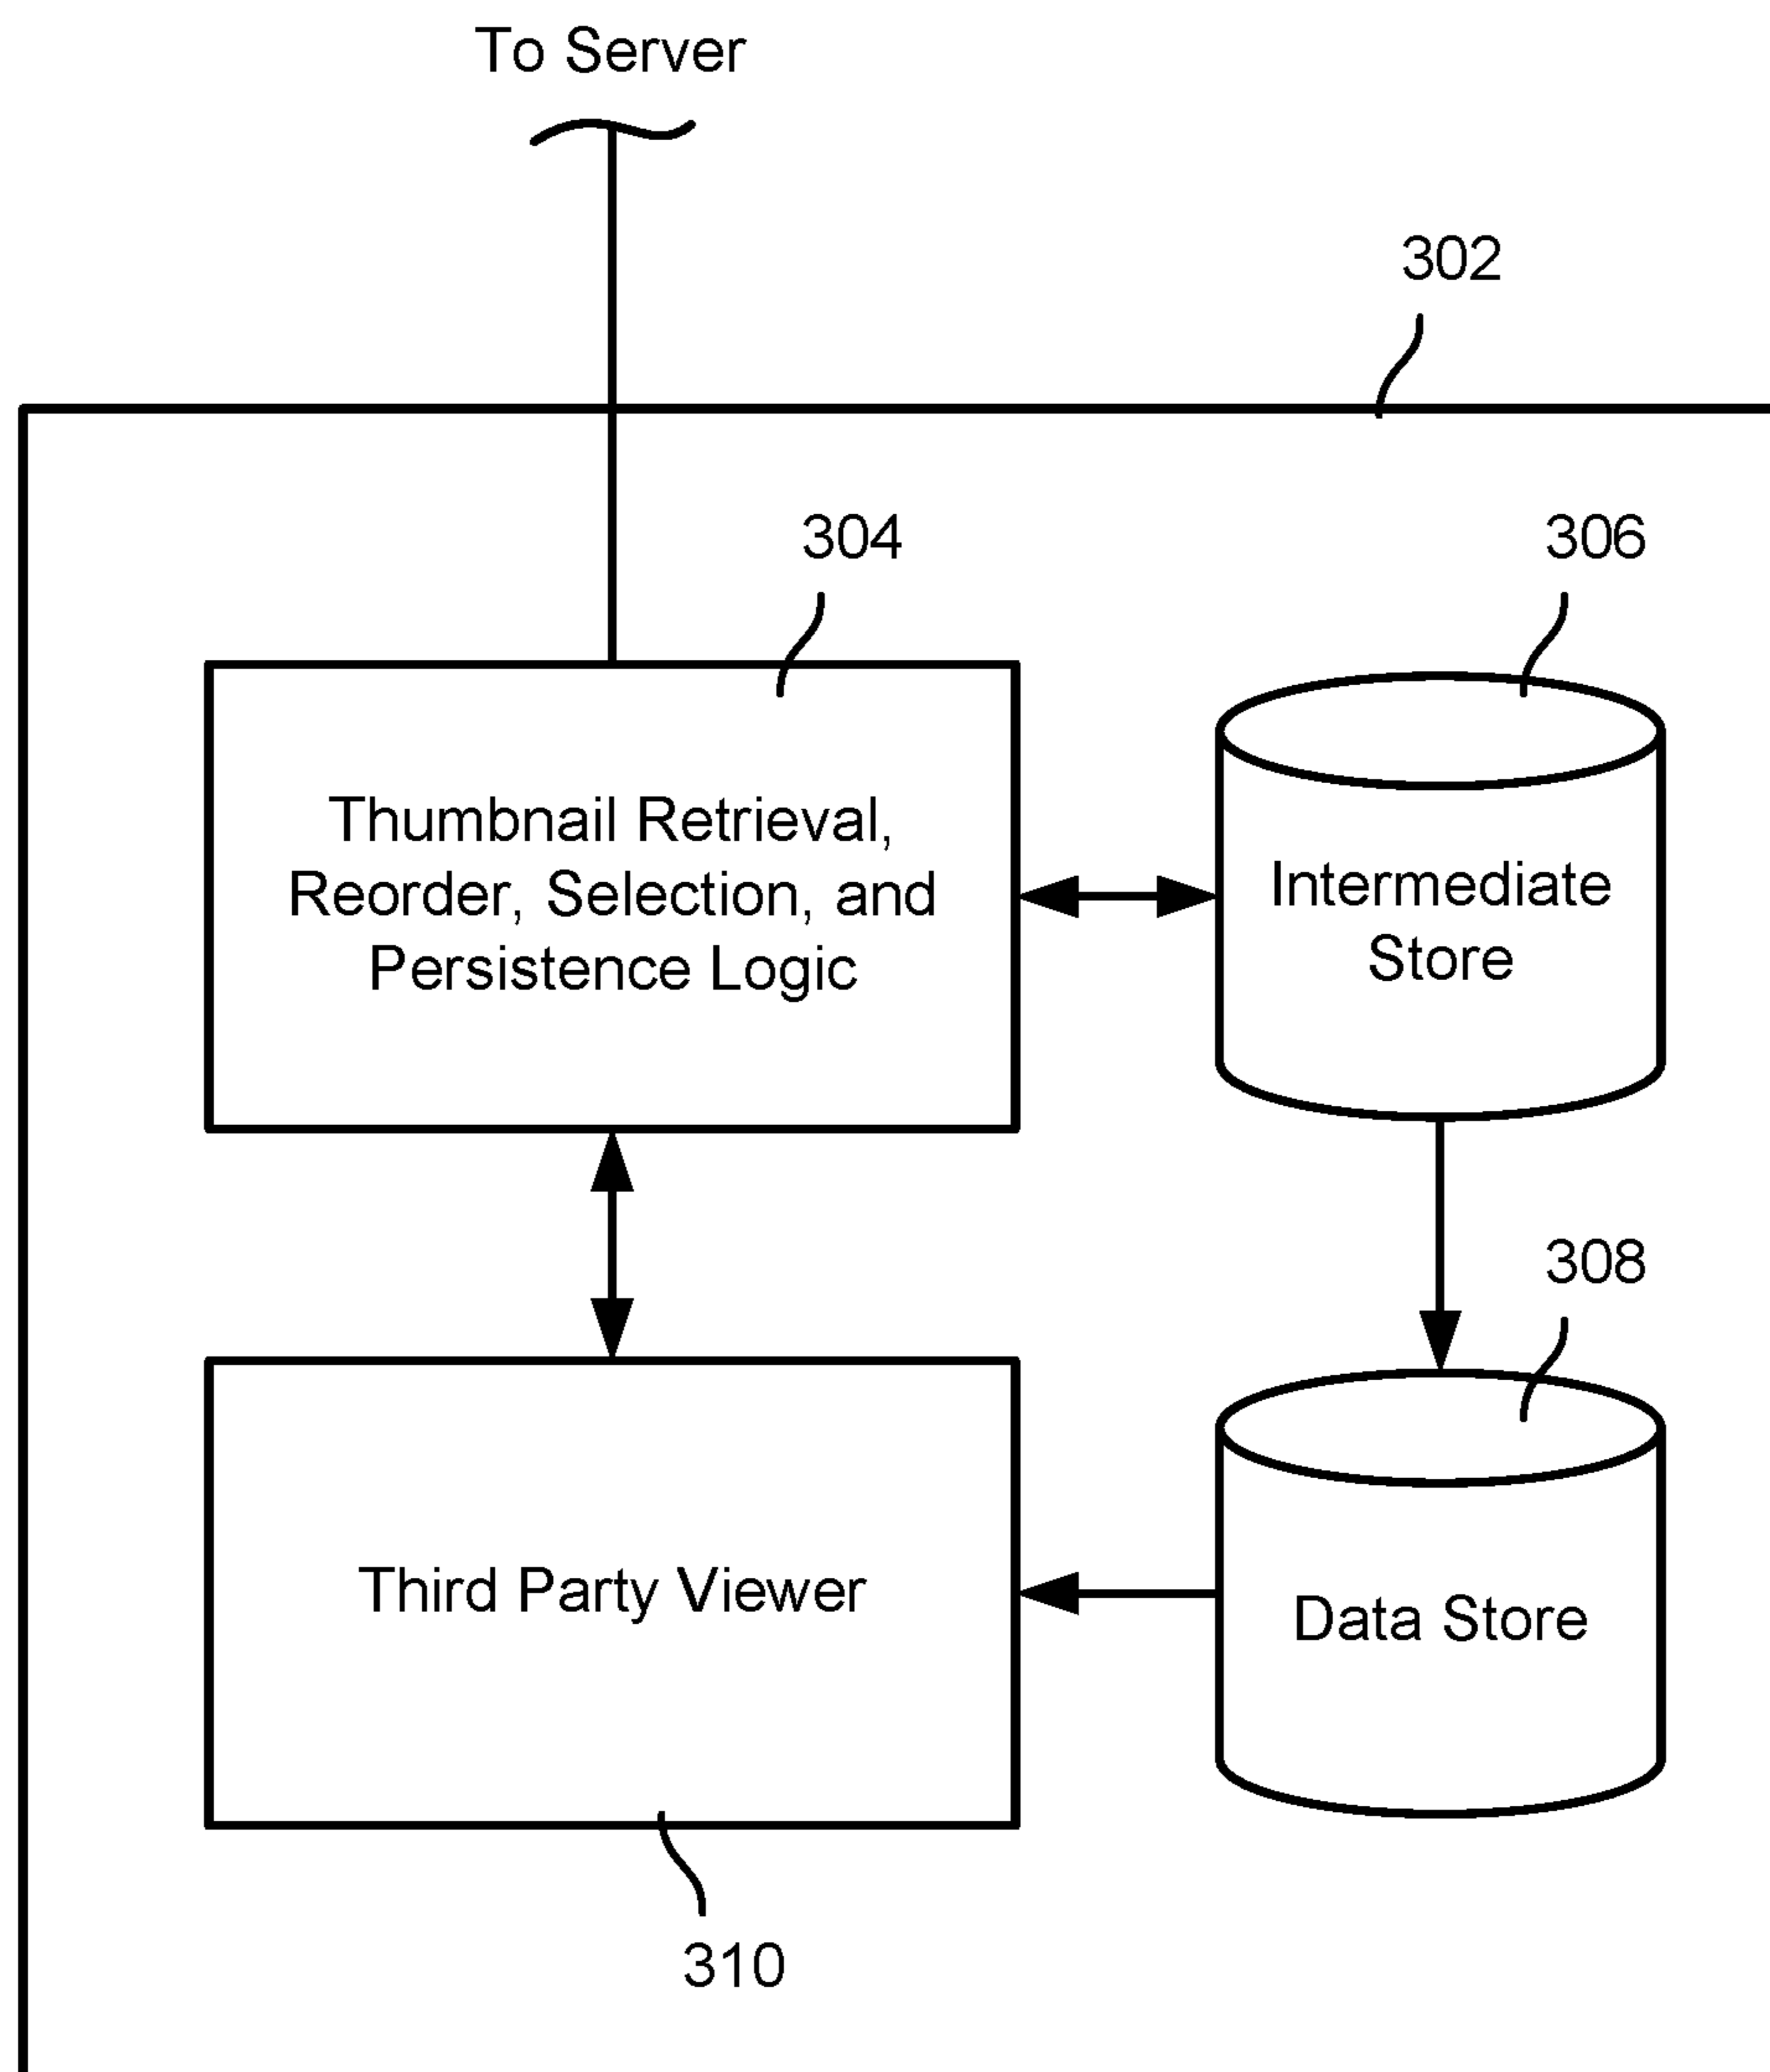 To Server
302
304
306
Thumbnail Retrieval,
Reorder, Selection, and
Persistence Logic
Intermediate
Store
308
Third Party Viewer
Data Store
310